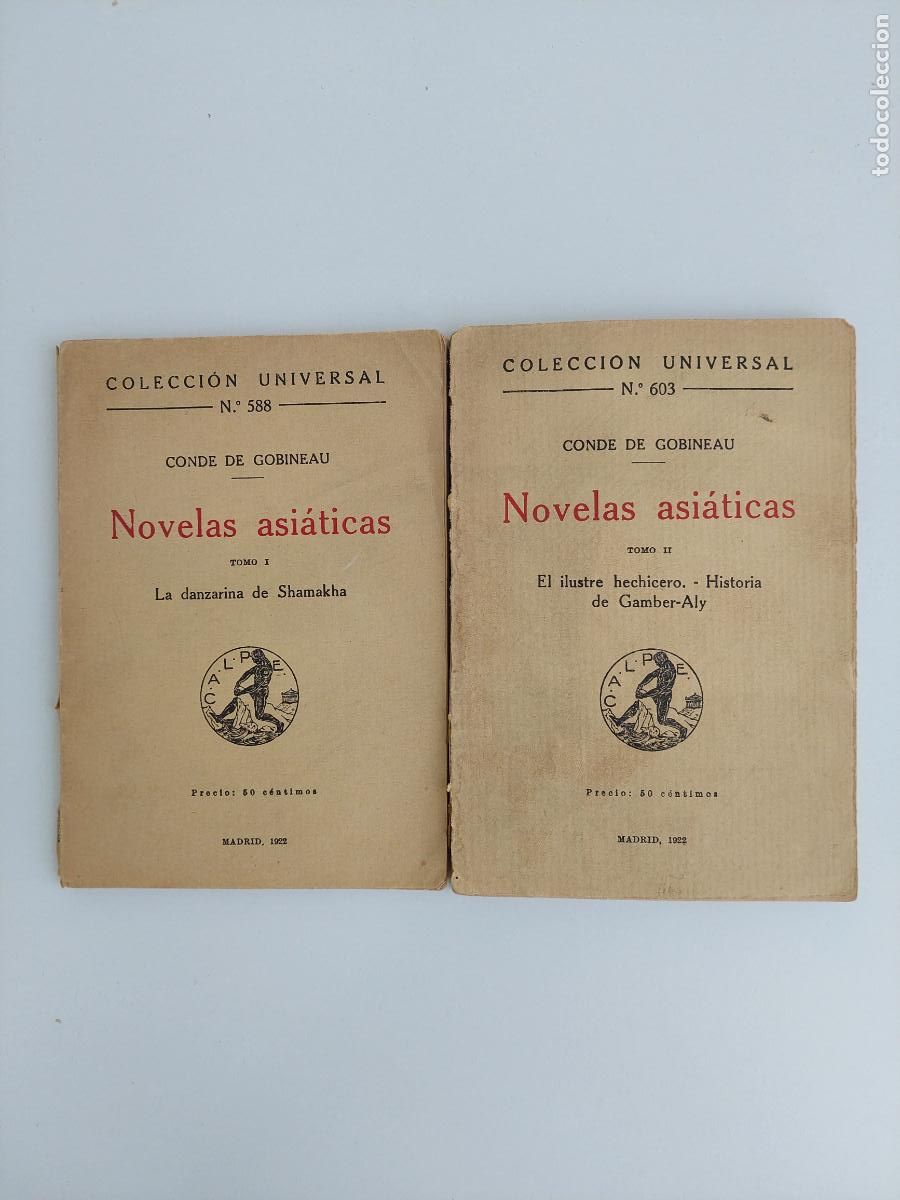 COLECCIÓN UNIVERSAL
N.º 588
CONDE DE GOBINEAU
Novelas asiáticas
TOMO I
La danzarina de Shamakha
C.A.L.P.E.
Precio: 50 céntimos
MADRID, 1922
COLECCION UNIVERSAL
N.º 603
CONDE DE GOBINEAU
Novelas asiáticas
TOMO II
El ilustre hechicero. - Historia
de Gamber-Aly
C.A.L.P.E.
Precio: 50 céntimos
MADRID, 1922
todocoleccion